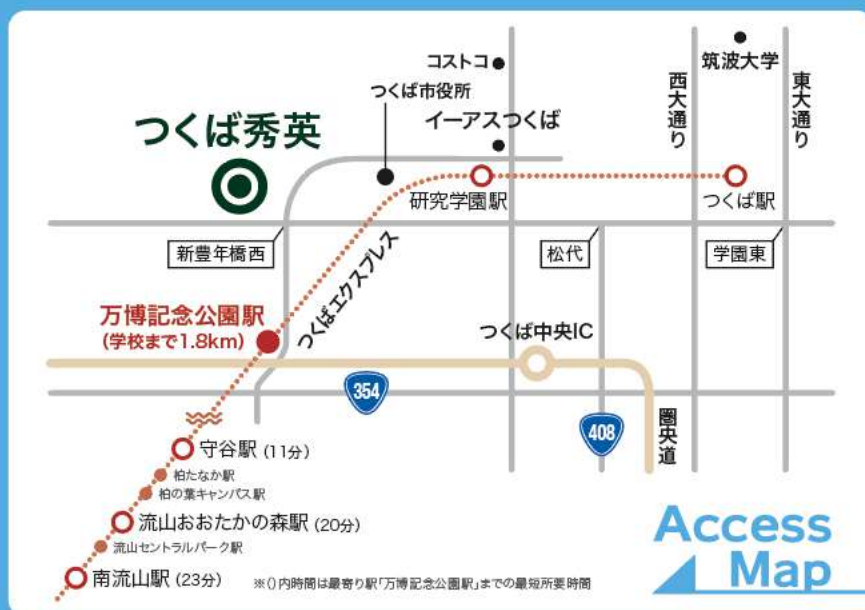 コストコ
つくば市役所
イーアスつくば
筑波大学
西大通り
東大通り
つくば秀英
研究学園駅
つくば駅
新豊年橋西
松代
学園東
つくばエクスプレス
万博記念公園駅
(学校まで1.8km)
つくば中央IC
354
408
圏央道
守谷駅 (11分)
柏たなか駅
柏の葉キャンパス駅
流山おおたかの森駅 (20分)
流山セントラルパーク駅
南流山駅 (23分)
※()内時間は最寄り駅「万博記念公園駅」までの最短所要時間
Access
Map